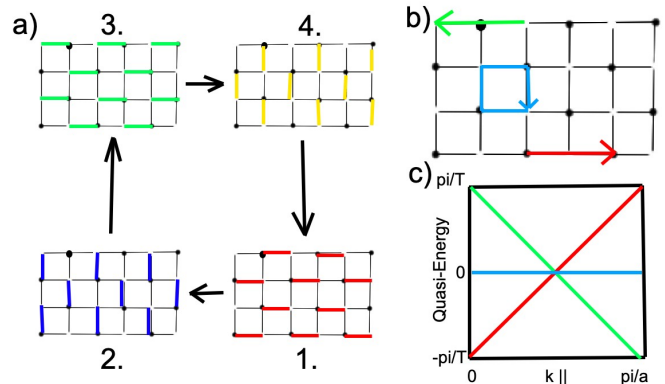 a)
3.
4.
2.
1.
b)
c)
pi/T
Quasi-Energy
0
-pi/T
0
k ||
pi/a